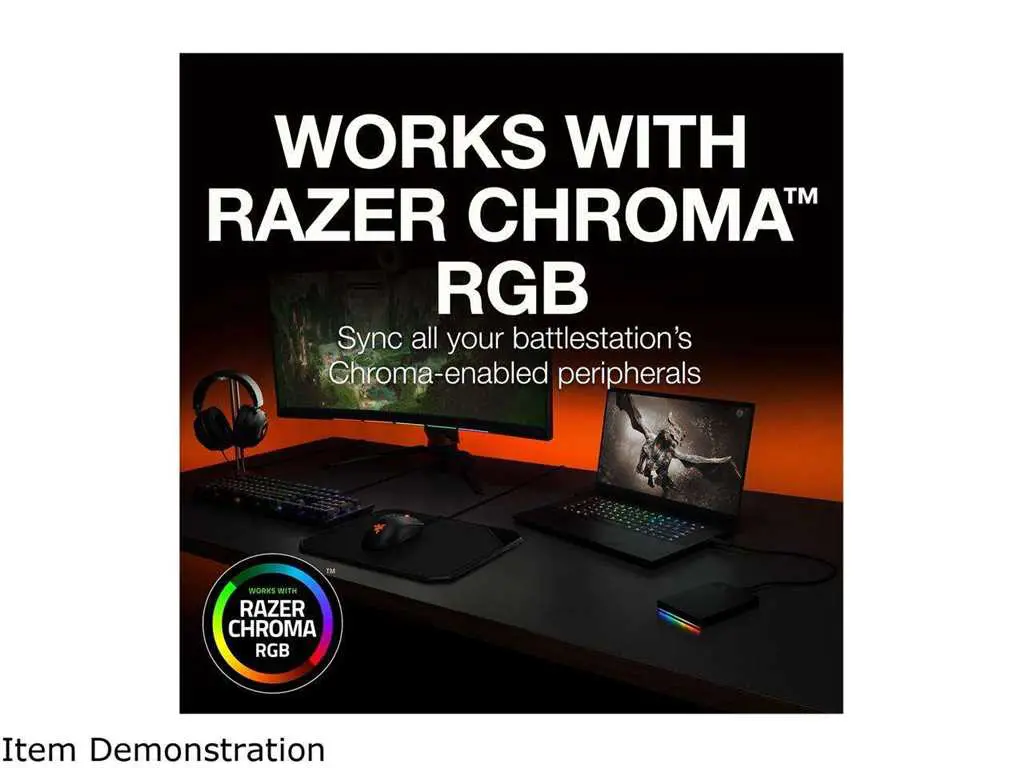 WORKS WITH
RAZER CHROMA™
RGB
Sync all your battlestation's
Chroma-enabled peripherals
WORKS WITH
RAZER
CHROMA
RGB
™
Item Demonstration